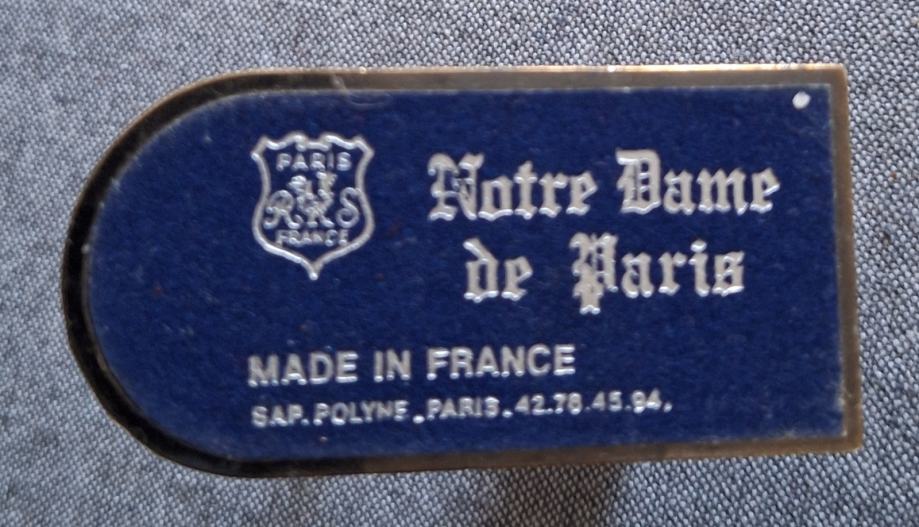 PARIS
RKS
FRANCE
Notre Dame
de Paris
MADE IN FRANCE
SAP. POLYNE . PARIS . 42.78.45.94.